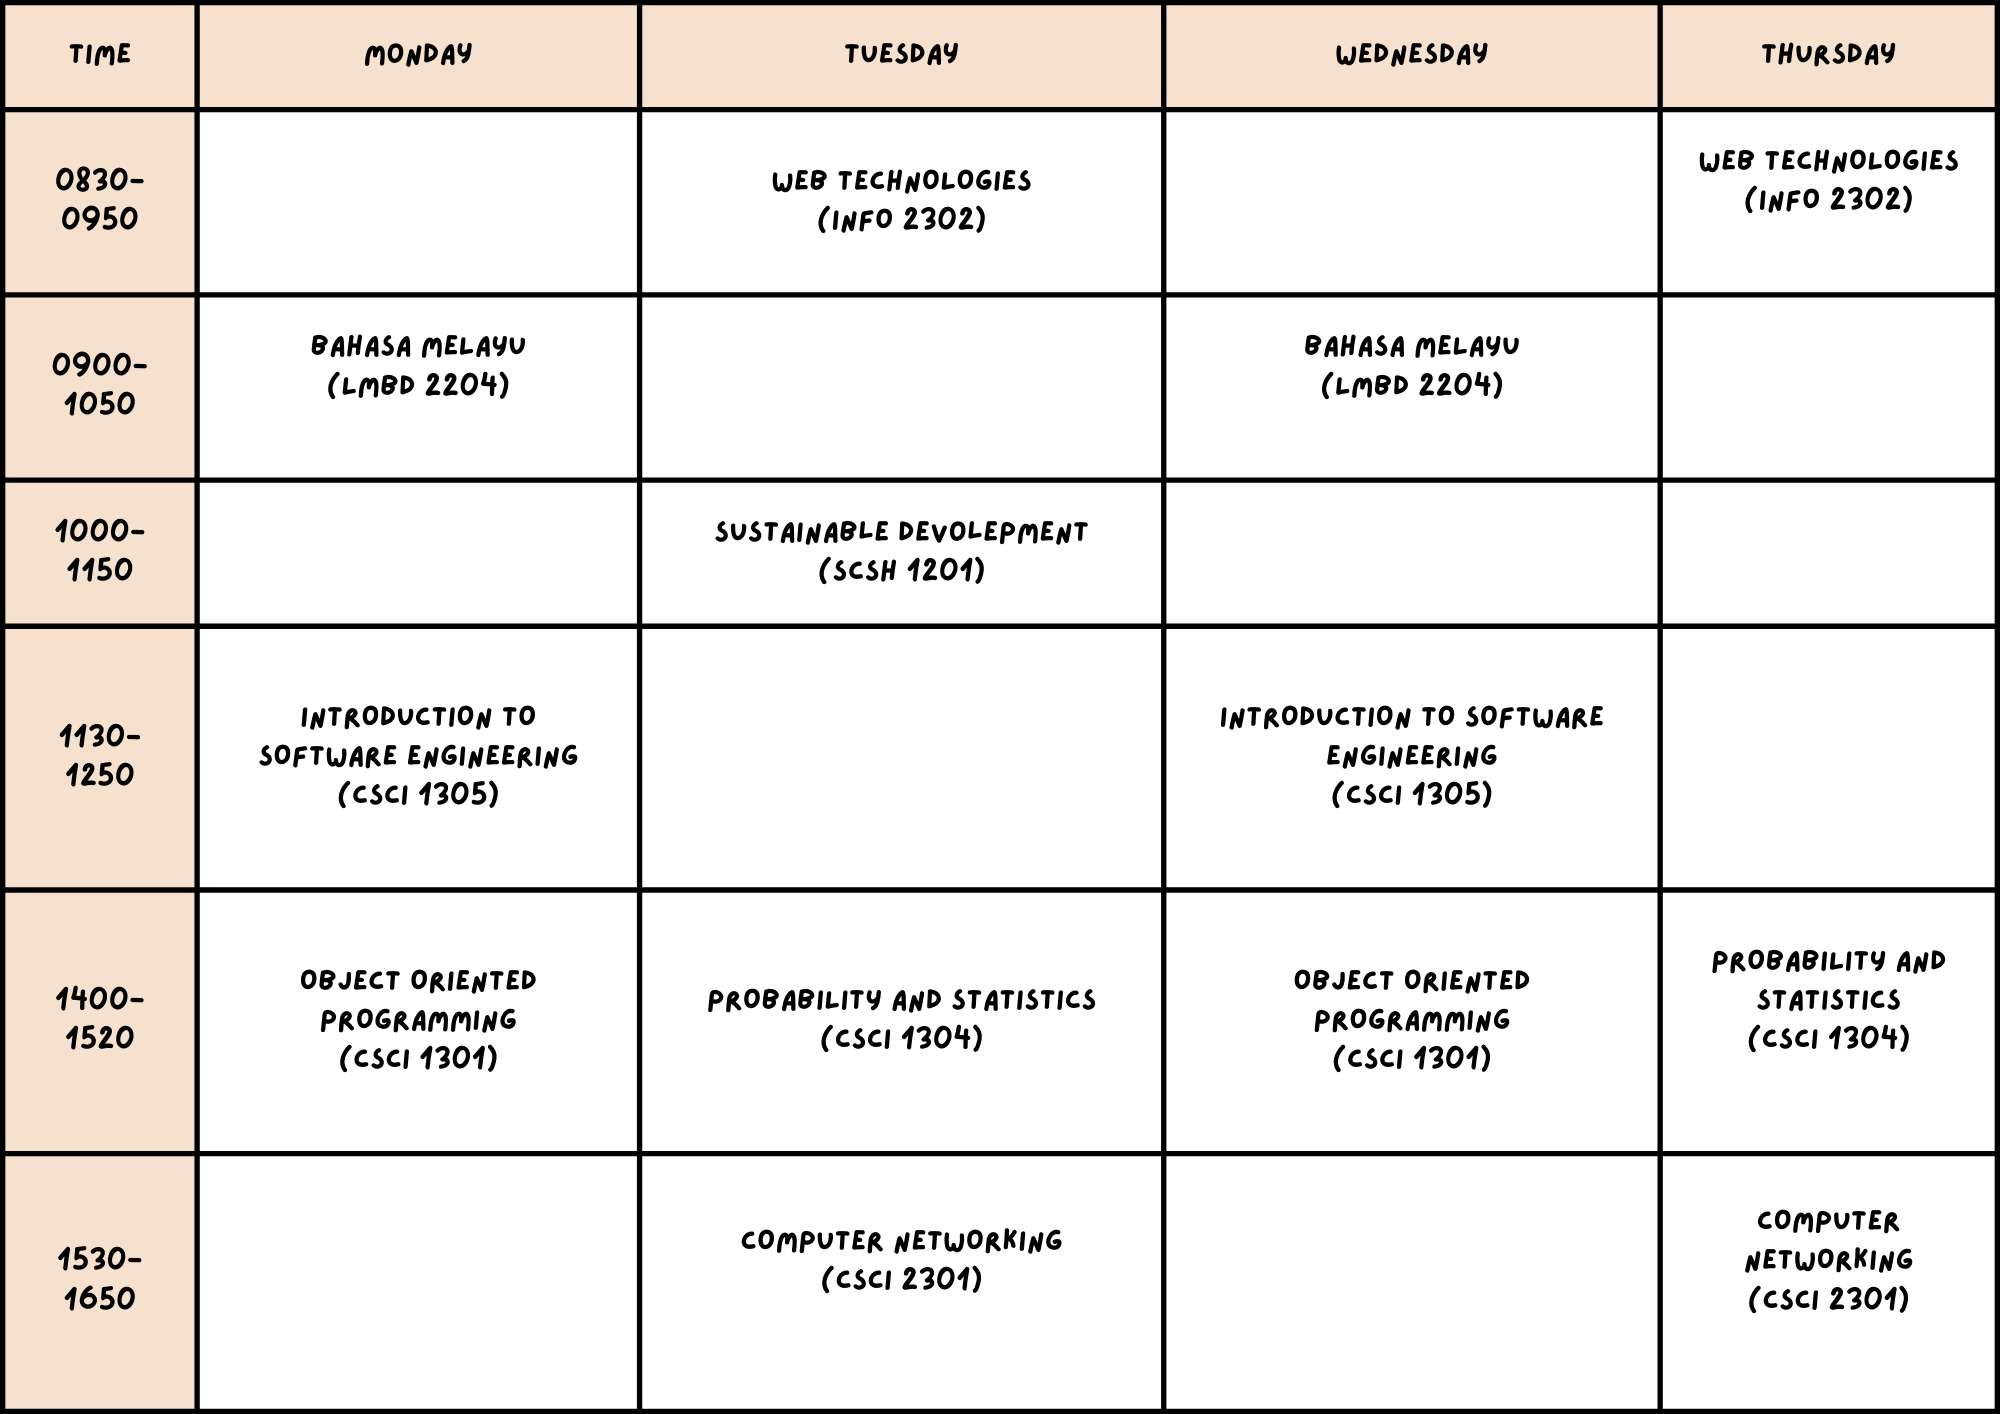 TIME
MONDAY
TUESDAY
WEDNESDAY
THURSDAY
0830-
0950
WEB TECHNOLOGIES
(INFO 2302)
WEB TECHNOLOGIES
(INFO 2302)
0900-
1050
BAHASA MELAYU
(LMBD 2204)
BAHASA MELAYU
(LMBD 2204)
1000-
1150
SUSTAINABLE DEVOLEPMENT
(SCSH 1201)
1130-
1250
INTRODUCTION TO
SOFTWARE ENGINEERING
(CSCI 1305)
INTRODUCTION TO SOFTWARE
ENGINEERING
(CSCI 1305)
1400-
1520
OBJECT ORIENTED
PROGRAMMING
(CSCI 1301)
PROBABILITY AND STATISTICS
(CSCI 1304)
OBJECT ORIENTED
PROGRAMMING
(CSCI 1301)
PROBABILITY AND
STATISTICS
(CSCI 1304)
1530-
1650
COMPUTER NETWORKING
(CSCI 2301)
COMPUTER
NETWORKING
(CSCI 2301)